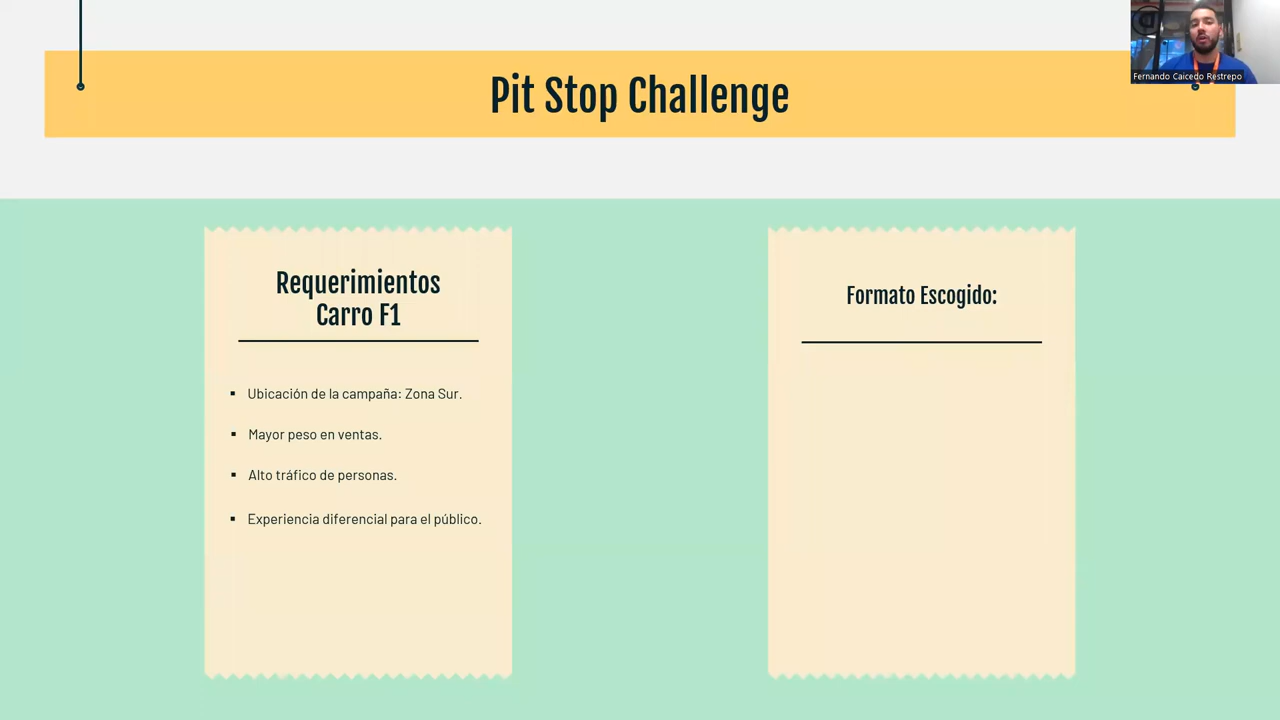 Pit Stop Challenge
Fernando Caicedo Restrepo
Requerimientos
Carro F1
▪ Ubicación de la campaña: Zona Sur.
▪ Mayor peso en ventas.
▪ Alto tráfico de personas.
▪ Experiencia diferencial para el público.
Formato Escogido: